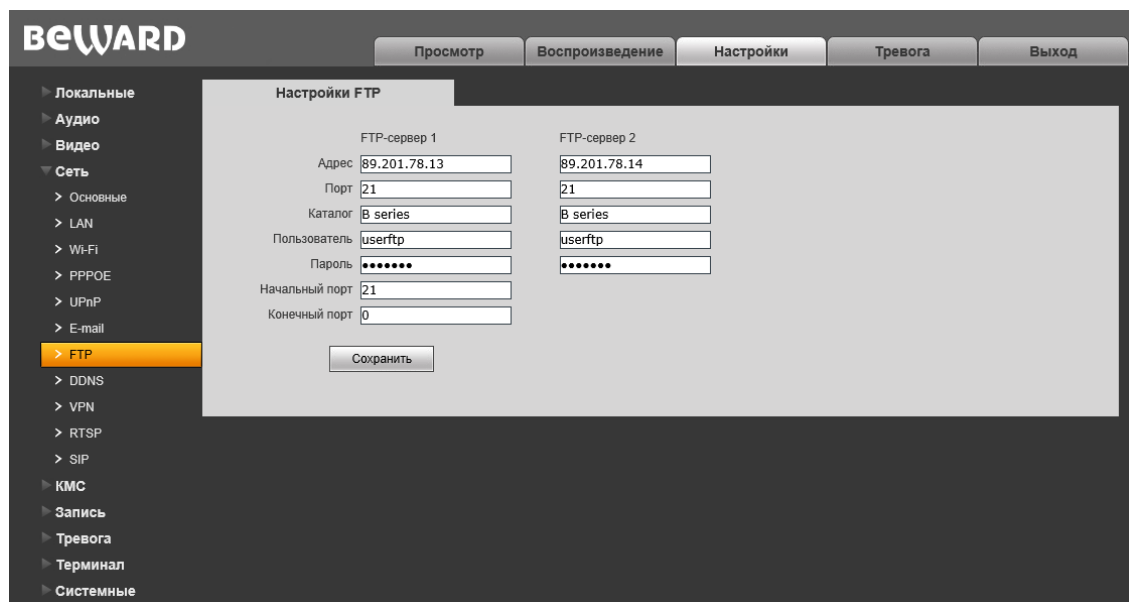 BEWARD
Просмотр Воспроизведение Настройки Тревога Выход
Локальные
Аудио
Видео
Сеть
> Основные
> LAN
> Wi-Fi
> PPPOE
> UPnP
> E-mail
> FTP
> DDNS
> VPN
> RTSP
> SIP
КМС
Запись
Тревога
Терминал
Системные
Настройки FTP
FTP-сервер 1 FTP-сервер 2
Адрес 89.201.78.13 89.201.78.14
Порт 21 21
Каталог B series B series
Пользователь userftp userftp
Пароль ••••••• •••••••
Начальный порт 21
Конечный порт 0
Сохранить